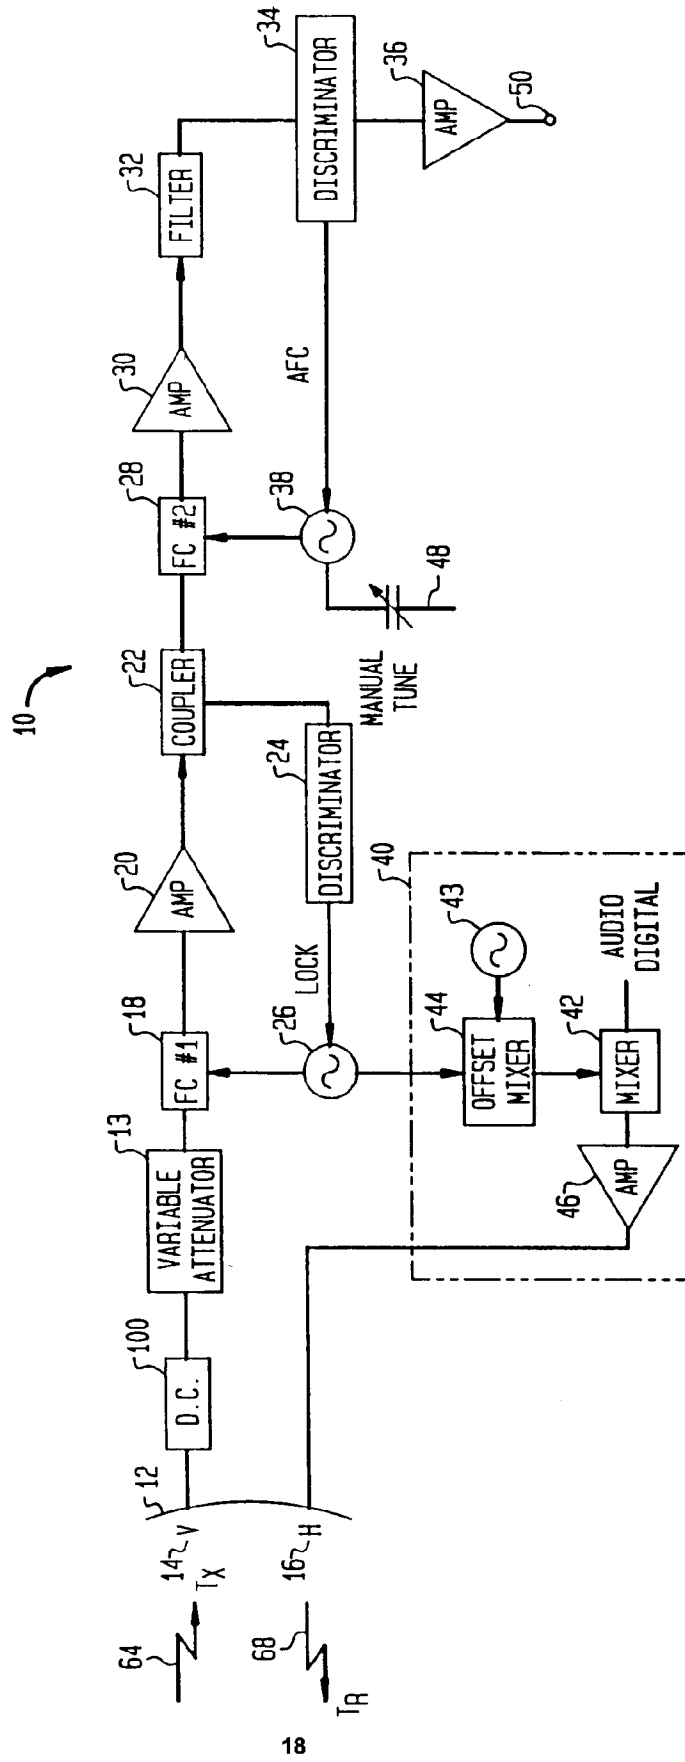 10
64
TX
14
V
12
100
D.C.
13
VARIABLE
ATTENUATOR
18
FC #1
20
AMP
22
COUPLER
28
FC #2
30
AMP
32
FILTER
34
DISCRIMINATOR
36
AMP
50
AFC
38
MANUAL
TUNE
48
24
DISCRIMINATOR
LOCK
26
68
TR
16
H
40
43
44
OFFSET
MIXER
42
MIXER
AUDIO
DIGITAL
46
AMP
18